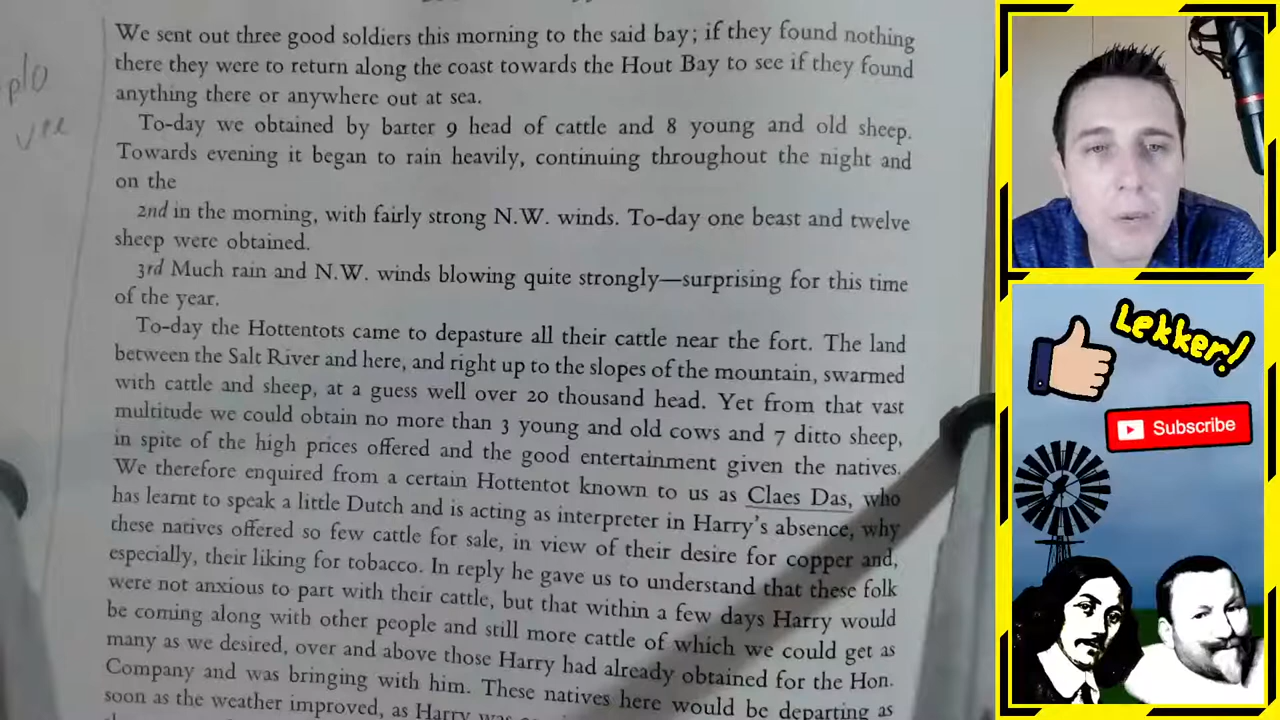 We sent out three good soldiers this morning to the said bay; if they found nothing
there they were to return along the coast towards the Hout Bay to see if they found
anything there or anywhere out at sea.
To-day we obtained by barter 9 head of cattle and 8 young and old sheep.
Towards evening it began to rain heavily, continuing throughout the night and
on the
2nd in the morning, with fairly strong N.W. winds. To-day one beast and twelve
sheep were obtained.
3rd Much rain and N.W. winds blowing quite strongly—surprising for this time
of the year.
To-day the Hottentots came to depasture all their cattle near the fort. The land
between the Salt River and here, and right up to the slopes of the mountain, swarmed
with cattle and sheep, at a guess well over 20 thousand head. Yet from that vast
multitude we could obtain no more than 3 young and old cows and 7 ditto sheep,
in spite of the high prices offered and the good entertainment given the natives.
We therefore enquired from a certain Hottentot known to us as Claes Das, who
has learnt to speak a little Dutch and is acting as interpreter in Harry's absence, why
these natives offered so few cattle for sale, in view of their desire for copper and,
especially, their liking for tobacco. In reply he gave us to understand that these folk
were not anxious to part with their cattle, but that within a few days Harry would
be coming along with other people and still more cattle of which we could get as
many as we desired, over and above those Harry had already obtained for the Hon.
Company and was bringing with him. These natives here would be departing as
soon as the weather improved, as Harry was
Lekker!
Subscribe